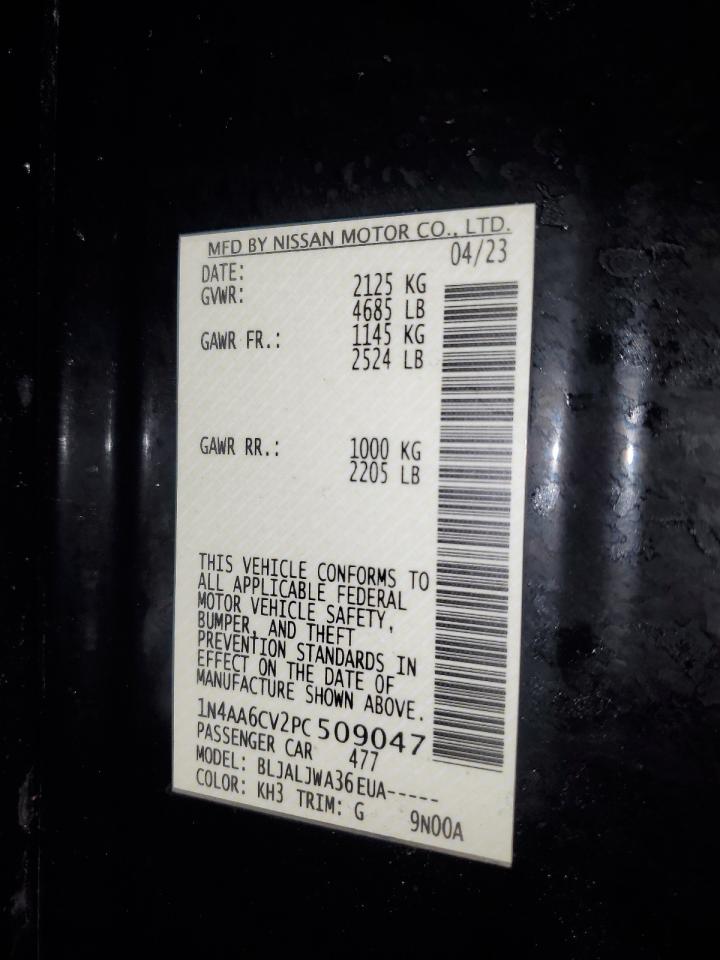 MFD BY NISSAN MOTOR CO., LTD.
DATE: 04/23
GVWR: 2125 KG
4685 LB
GAWR FR.: 1145 KG
2524 LB
GAWR RR.: 1000 KG
2205 LB
THIS VEHICLE CONFORMS TO
ALL APPLICABLE FEDERAL
MOTOR VEHICLE SAFETY,
BUMPER, AND THEFT
PREVENTION STANDARDS IN
EFFECT ON THE DATE OF
MANUFACTURE SHOWN ABOVE.
1N4AA6CV2PC509047
PASSENGER CAR 477
MODEL: BLJALJWA36EUA-----
COLOR: KH3 TRIM: G 9N00A